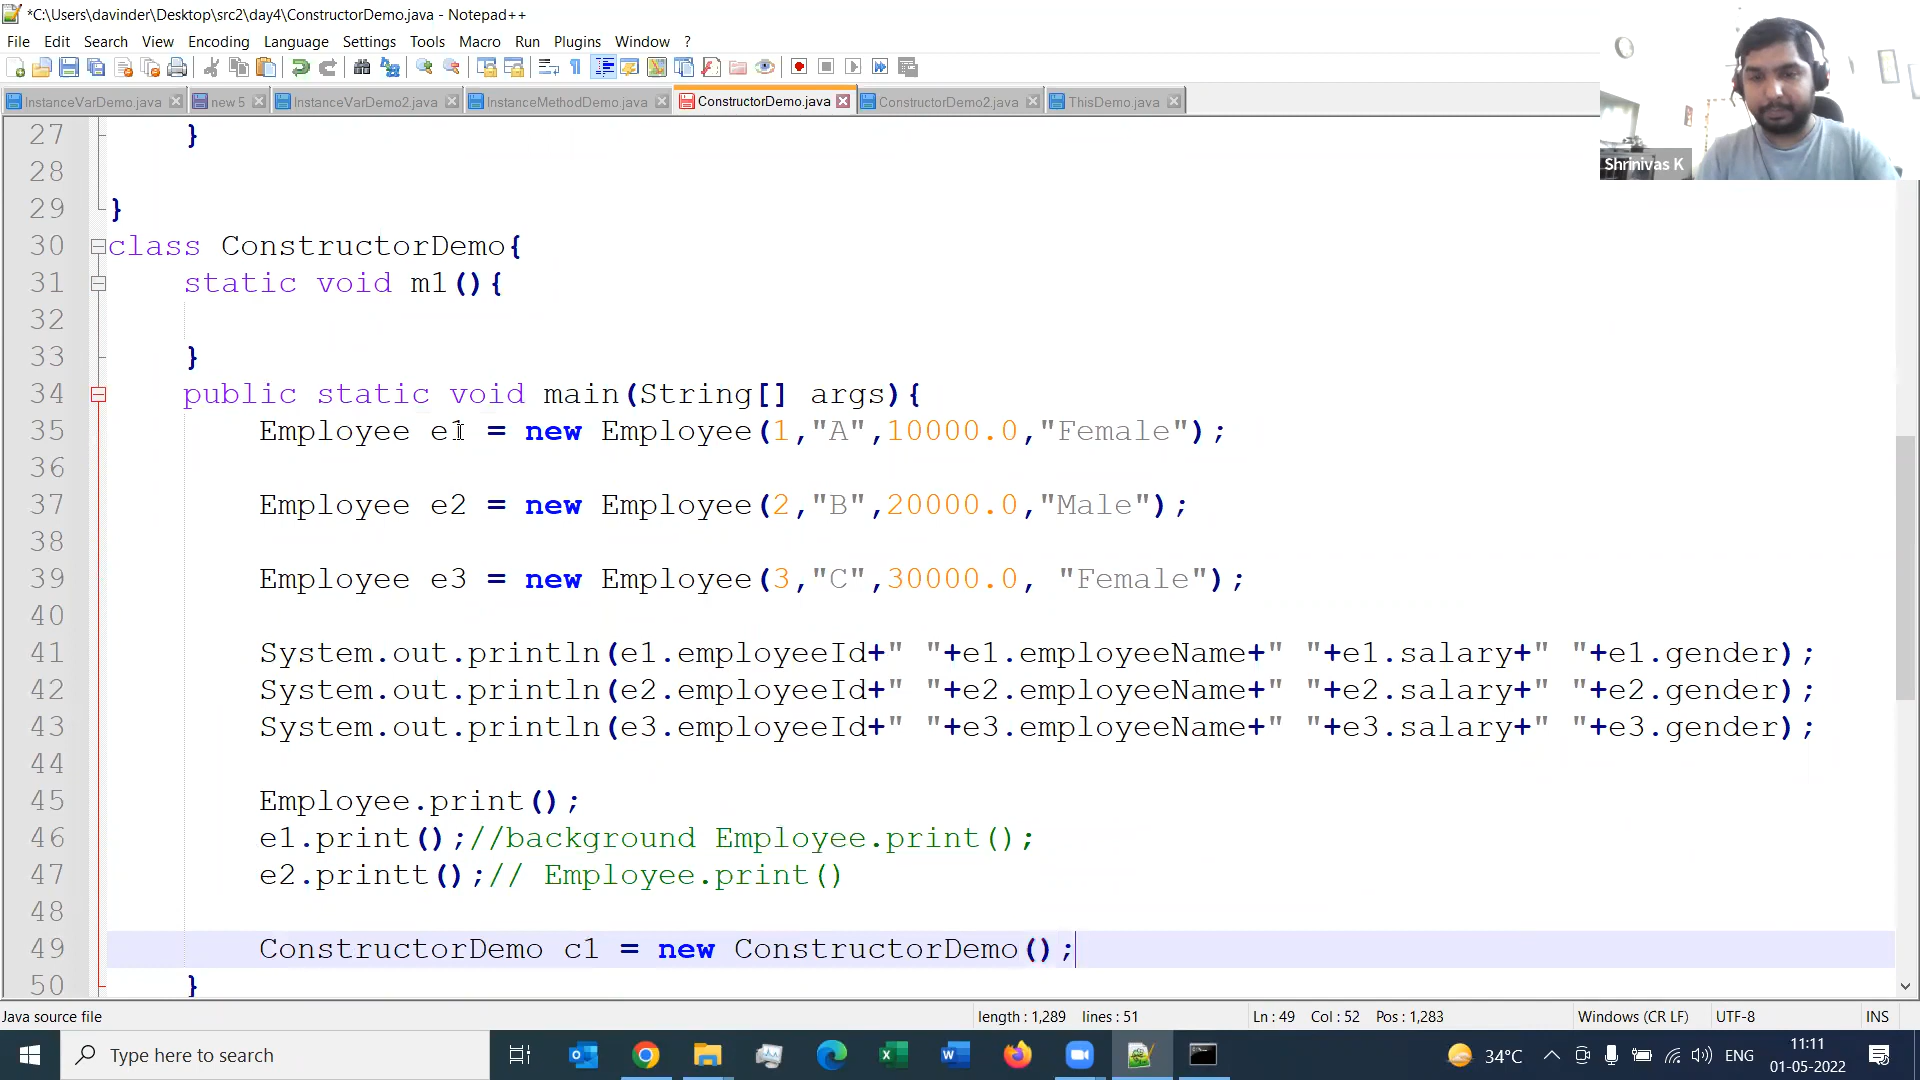 *C:\Users\davinder\Desktop\src2\day4\ConstructorDemo.java - Notepad++
File Edit Search View Encoding Language Settings Tools Macro Run Plugins Window ?
InstanceVarDemo.java new 5 InstanceVarDemo2.java InstanceMethodDemo.java ConstructorDemo.java ConstructorDemo2.java ThisDemo.java
Shrinivas K
27 }
28
29 }
30 class ConstructorDemo{
31 static void m1(){
32
33 }
34 public static void main(String[] args){
35 Employee e1 = new Employee(1,"A",10000.0,"Female");
36
37 Employee e2 = new Employee(2,"B",20000.0,"Male");
38
39 Employee e3 = new Employee(3,"C",30000.0, "Female");
40
41 System.out.println(e1.employeeId+" "+e1.employeeName+" "+e1.salary+" "+e1.gender);
42 System.out.println(e2.employeeId+" "+e2.employeeName+" "+e2.salary+" "+e2.gender);
43 System.out.println(e3.employeeId+" "+e3.employeeName+" "+e3.salary+" "+e3.gender);
44
45 Employee.print();
46 e1.print();//background Employee.print();
47 e2.printt();// Employee.print()
48
49 ConstructorDemo c1 = new ConstructorDemo();
50 }
Java source file length : 1,289 lines : 51 Ln : 49 Col : 52 Pos : 1,283 Windows (CR LF) UTF-8 INS
Type here to search 34°C ENG 11:11
01-05-2022